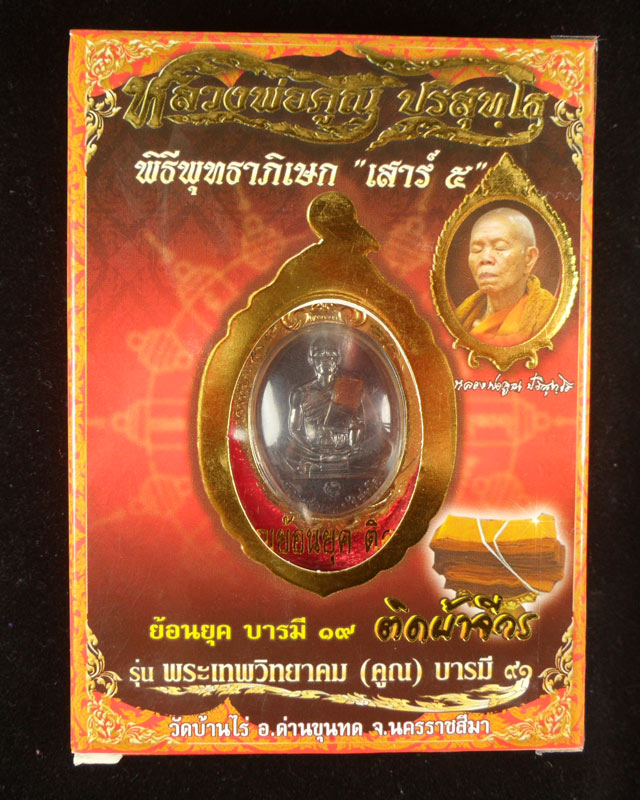 หลวงพ่อคูณ ปริสุทฺโธ
พิธีพุทธาภิเษก "เสาร์ ๕"
หลวงพ่อคูณ ปริสุทฺโธ
ย้อนยุค
ย้อนยุค บารมี ๑๙ ติดผ้าจีวร
รุ่น พระเทพวิทยาคม (คูณ) บารมี ๙๑
วัดบ้านไร่ อ.ด่านขุนทด จ.นครราชสีมา